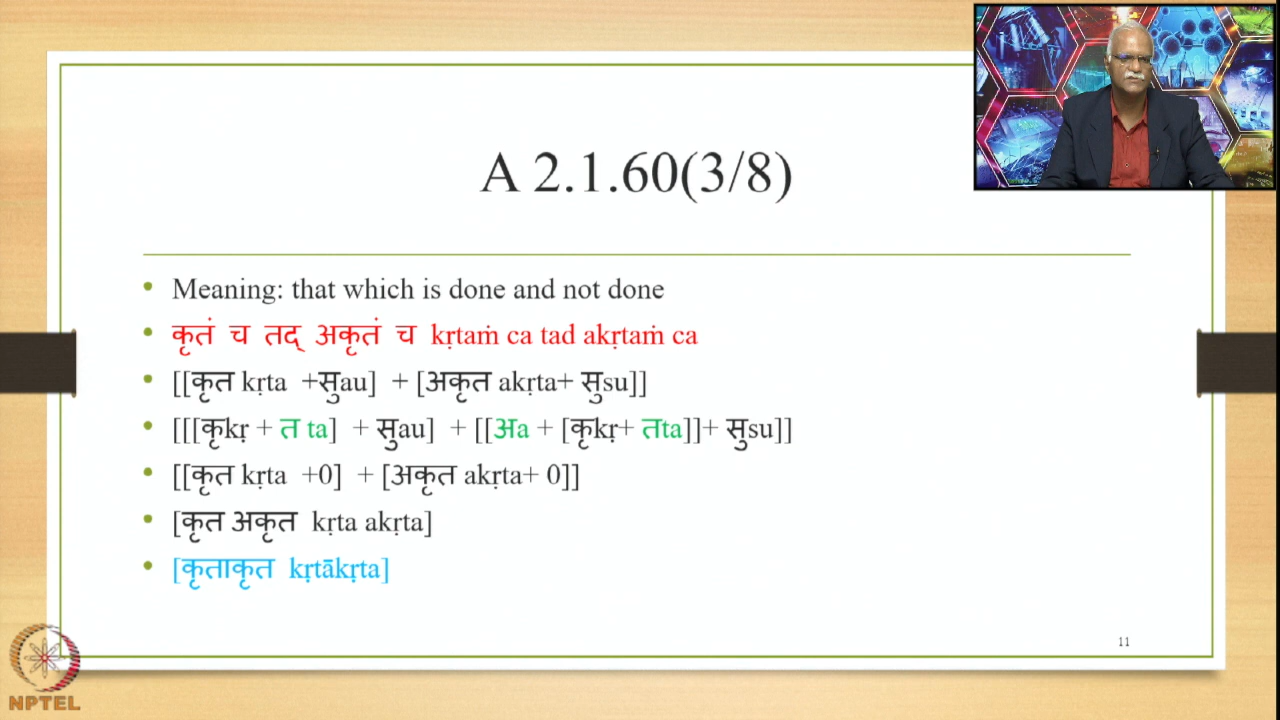 A 2.1.60(3/8)
• Meaning: that which is done and not done
• कृतं च तद् अकृतं च kṛtaṁ ca tad akṛtaṁ ca
• [[कृत kṛta +सुau] + [अकृत akṛta+ सुsu]]
• [[[कृkṛ + त ta] + सुau] + [[अa + [कृkṛ+ तta]]+ सुsu]]
• [[कृत kṛta +0] + [अकृत akṛta+ 0]]
• [कृत अकृत kṛta akṛta]
• [कृताकृत kṛtākṛta]
11
NPTEL